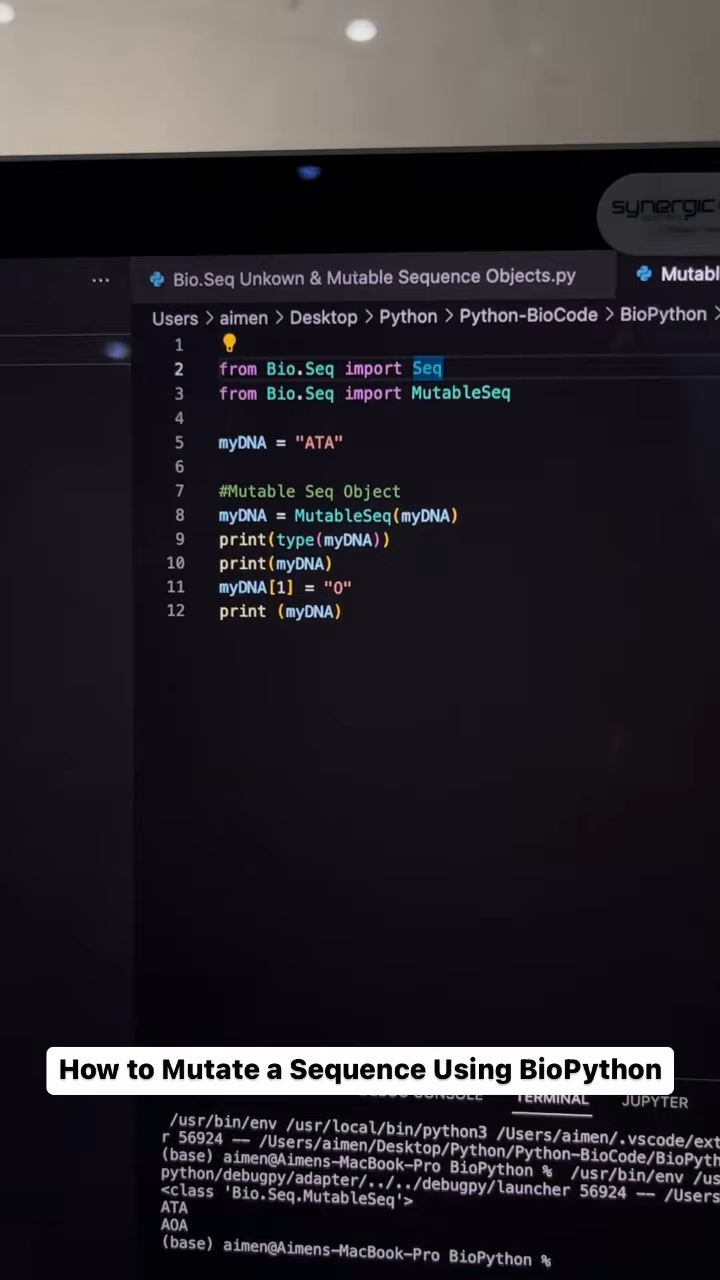 synergic
Bio.Seq Unkown & Mutable Sequence Objects.py
Mutabl
Users > aimen > Desktop > Python > Python-BioCode > BioPython >
1
2 from Bio.Seq import Seq
3 from Bio.Seq import MutableSeq
4
5 myDNA = "ATA"
6
7 #Mutable Seq Object
8 myDNA = MutableSeq(myDNA)
9 print(type(myDNA))
10 print(myDNA)
11 myDNA[1] = "O"
12 print (myDNA)
How to Mutate a Sequence Using BioPython
CONSOLE TERMINAL JUPYTER
/usr/bin/env /usr/local/bin/python3 /Users/aimen/.vscode/ext
r 56924 -- /Users/aimen/Desktop/Python/Python-BioCode/BioPyth
(base) aimen@Aimens-MacBook-Pro BioPython % /usr/bin/env /us
python/debugpy/adapter/../../debugpy/launcher 56924 -- /Users
<class 'Bio.Seq.MutableSeq'>
ATA
AOA
(base) aimen@Aimens-MacBook-Pro BioPython %